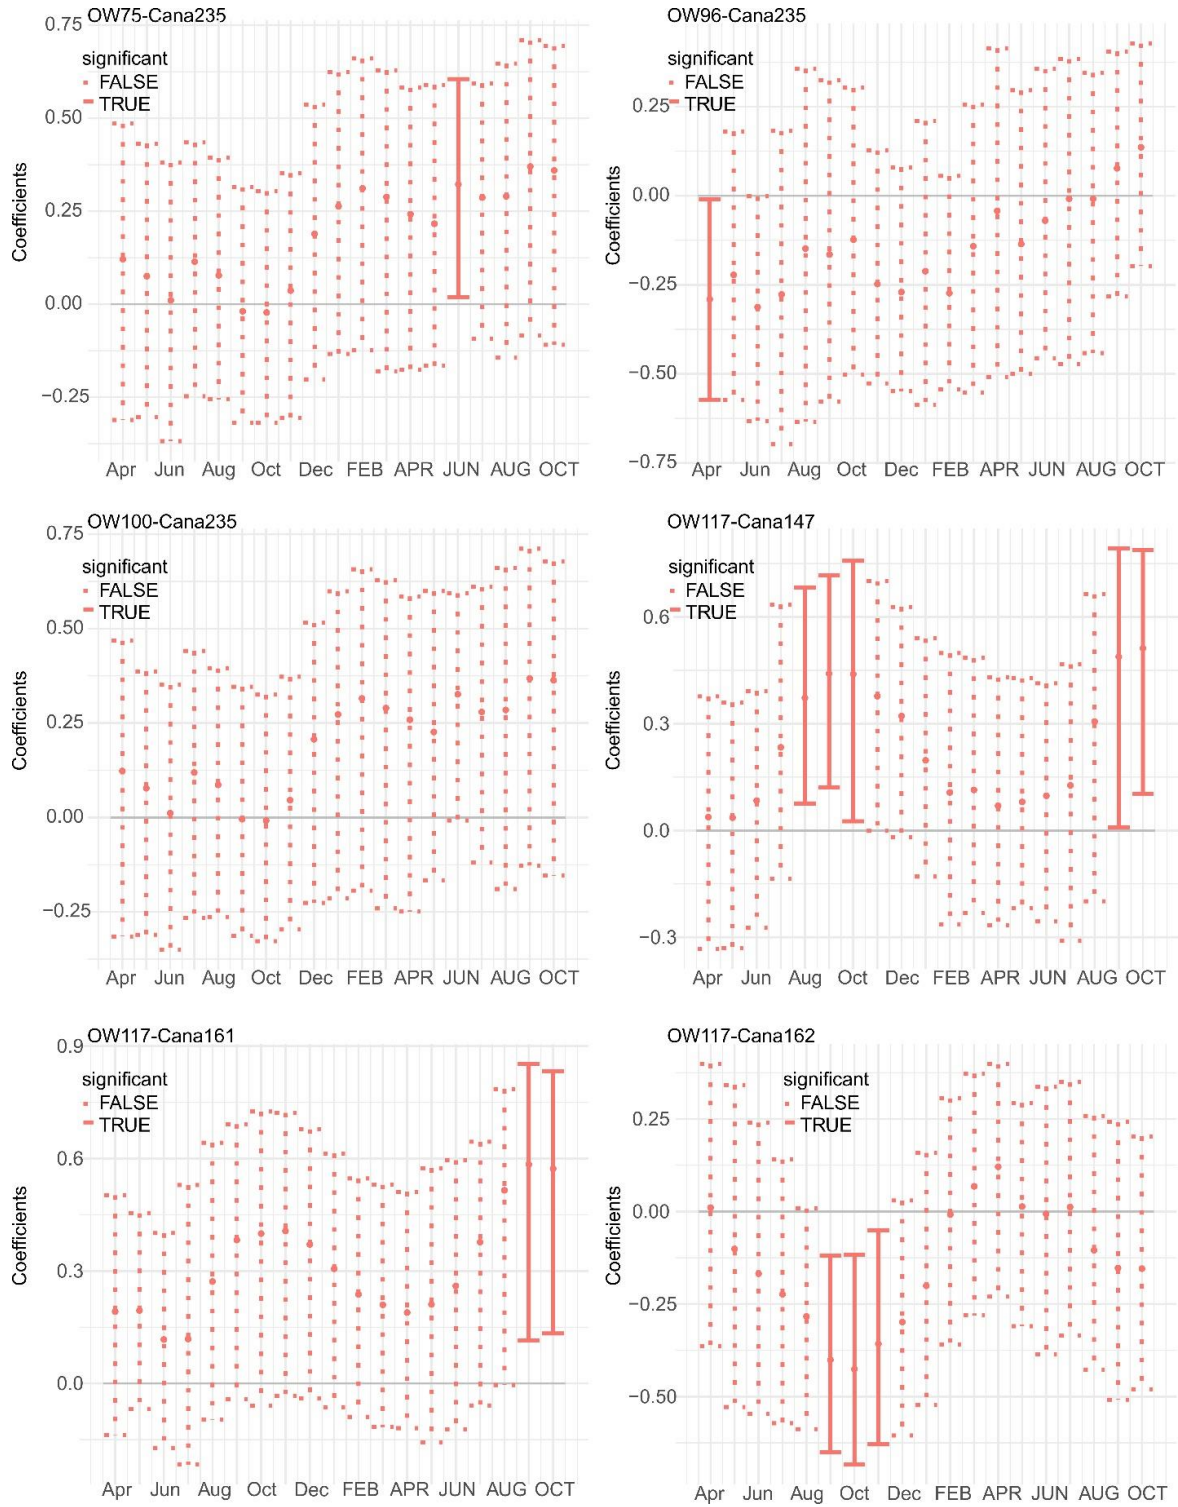 OW75-Cana235
0.75
significant
FALSE
TRUE
0.50
0.25
0.00
−0.25
Coefficients
Apr Jun Aug Oct Dec FEB APR JUN AUG OCT
OW96-Cana235
significant
FALSE
TRUE
0.25
0.00
−0.25
−0.50
−0.75
Coefficients
Apr Jun Aug Oct Dec FEB APR JUN AUG OCT
OW100-Cana235
0.75
significant
FALSE
TRUE
0.50
0.25
0.00
−0.25
Coefficients
Apr Jun Aug Oct Dec FEB APR JUN AUG OCT
OW117-Cana147
significant
FALSE
TRUE
0.6
0.3
0.0
−0.3
Coefficients
Apr Jun Aug Oct Dec FEB APR JUN AUG OCT
OW117-Cana161
0.9
significant
FALSE
TRUE
0.6
0.3
0.0
Coefficients
Apr Jun Aug Oct Dec FEB APR JUN AUG OCT
OW117-Cana162
significant
FALSE
TRUE
0.25
0.00
−0.25
−0.50
Coefficients
Apr Jun Aug Oct Dec FEB APR JUN AUG OCT